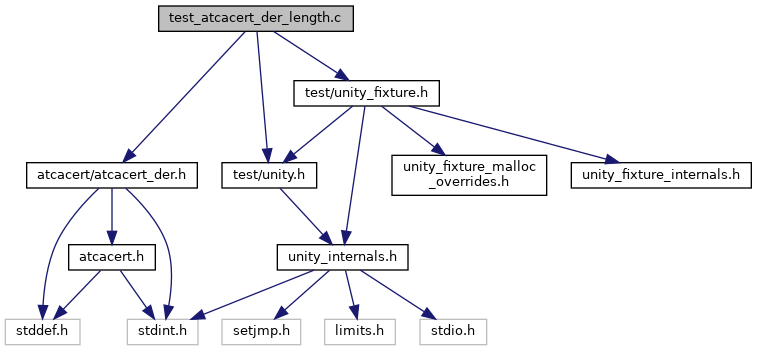 test_atcacert_der_length.c
test/unity_fixture.h
atcacert/atcacert_der.h
test/unity.h
unity_fixture_malloc
_overrides.h
unity_fixture_internals.h
atcacert.h
unity_internals.h
stddef.h
stdint.h
setjmp.h
limits.h
stdio.h